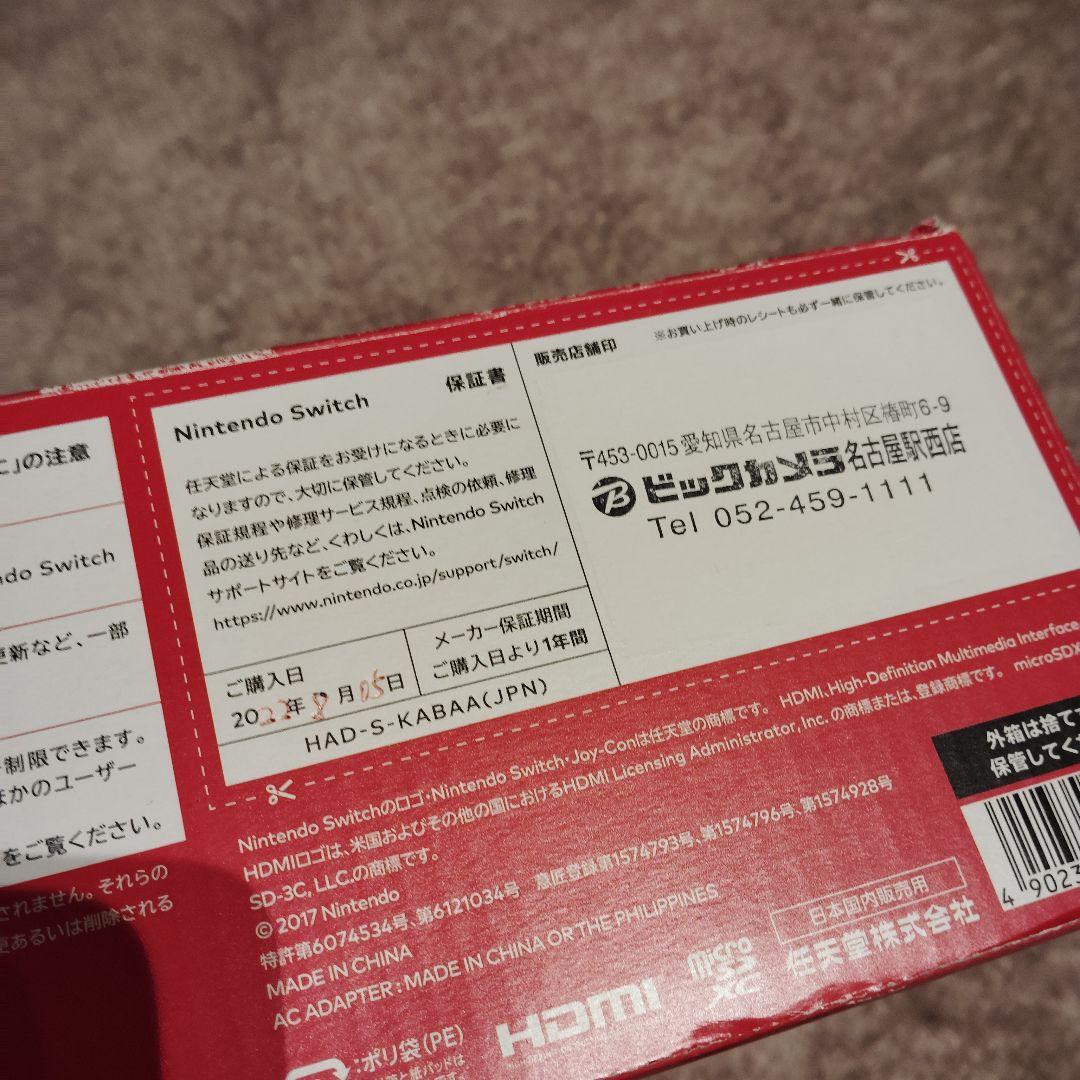 に」の注意
ndo Switch
更新など、一部
制限できます。
ほかのユーザー
をご覧ください。
されません。それらの
更あるいは削除される
Nintendo Switch 保証書
任天堂による保証をお受けになるときに必要に
なりますので、大切に保管してください。
保証規程や修理サービス規程、点検の依頼、修理
品の送り先など、くわしくは、Nintendo Switch
サポートサイトをご覧ください。
https://www.nintendo.co.jp/support/switch/
ご購入日
2022年 8月 05日
メーカー保証期間
ご購入日より1年間
HAD-S-KABAA(JPN)
販売店舗印
※お買い上げ時のレシートも必ず一緒に保管してください。
〒453-0015 愛知県名古屋市中村区椿町6-9
B ビックカメラ名古屋駅西店
Tel 052-459-1111
Nintendo Switchのロゴ・Nintendo Switch・Joy-Conは任天堂の商標です。 HDMI、High-Definition Multimedia Interface、
HDMIロゴは、米国およびその他の国におけるHDMI Licensing Administrator, Inc. の商標または、登録商標です。 microSDX
SD-3C, LLC.の商標です。
© 2017 Nintendo
特許第6074534号、第6121034号 意匠登録第1574793号、第1574796号、第1574928号
MADE IN CHINA
AC ADAPTER : MADE IN CHINA OR THE PHILIPPINES
日本国内販売用
任天堂株式会社
HDMI
micro
SD
XC
:ポリ袋(PE)
外箱は捨て
保管してく
4 9023